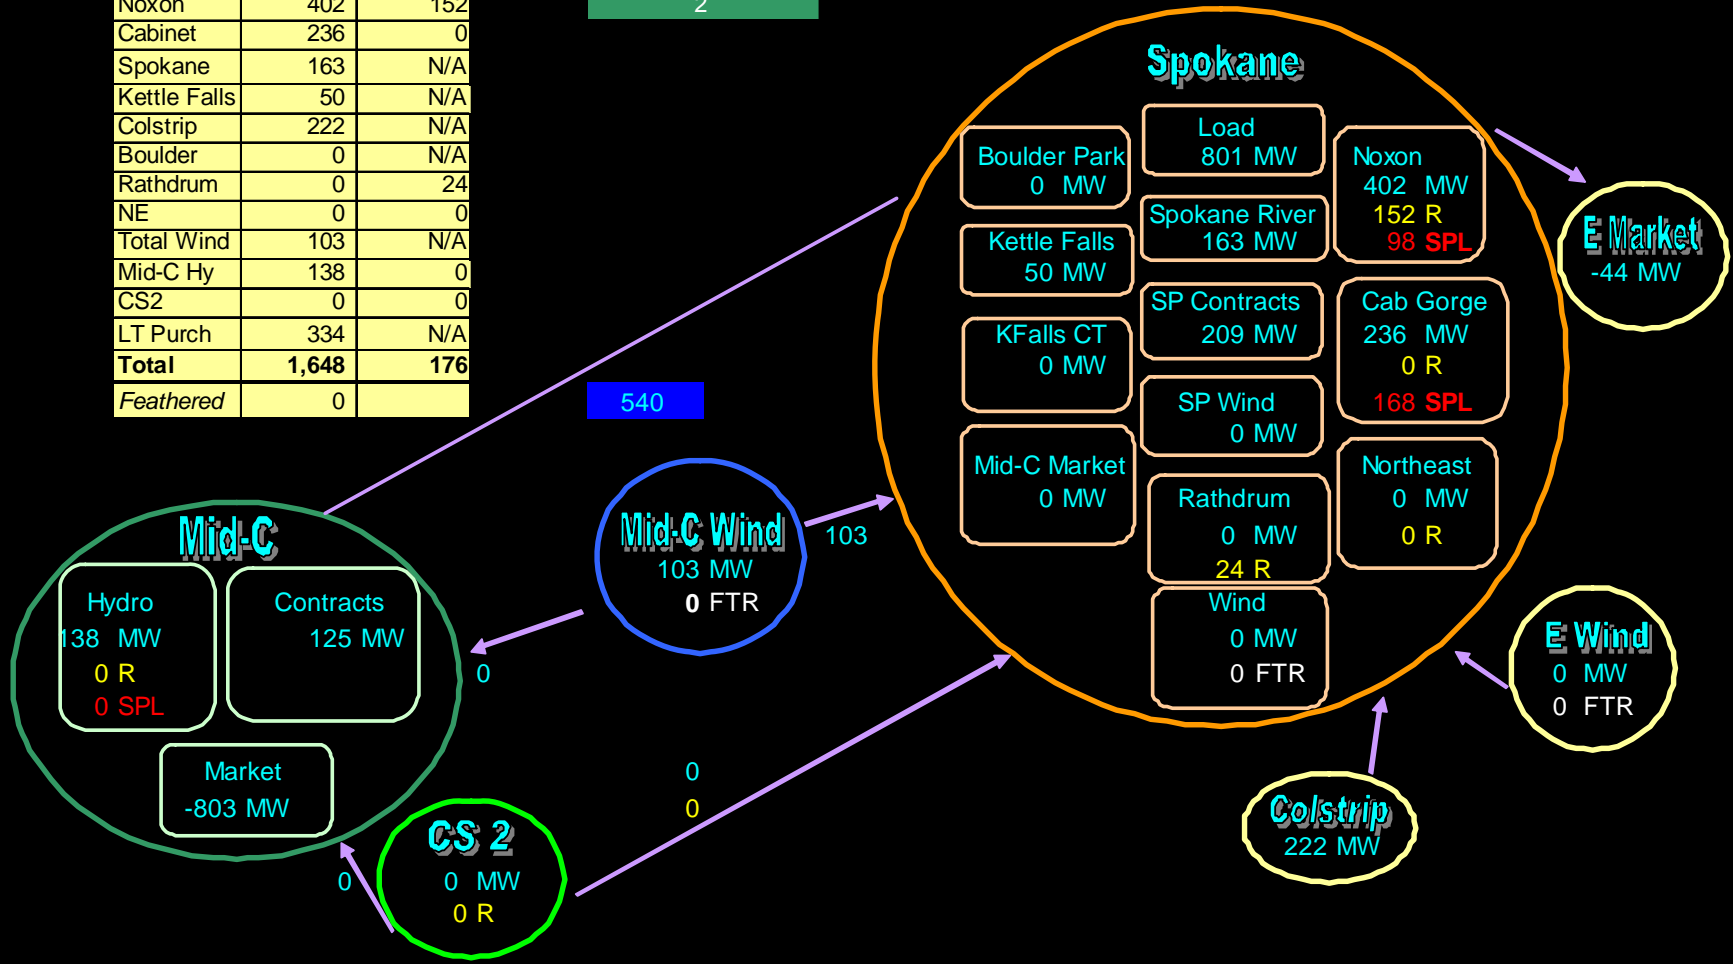 Noxon 402 152
2
Cabinet 236 0
Spokane 163 N/A
Kettle Falls 50 N/A
Colstrip 222 N/A
Boulder 0 N/A
Rathdrum 0 24
NE 0 0
Total Wind 103 N/A
Mid-C Hy 138 0
CS2 0 0
LT Purch 334 N/A
Total 1,648 176
Feathered 0
540
Spokane
Load
801 MW
Boulder Park
0 MW
Noxon
402 MW
152 R
98 SPL
Spokane River
163 MW
Kettle Falls
50 MW
SP Contracts
209 MW
Cab Gorge
236 MW
0 R
168 SPL
KFalls CT
0 MW
SP Wind
0 MW
Mid-C Market
0 MW
Northeast
0 MW
0 R
Rathdrum
0 MW
24 R
Wind
0 MW
0 FTR
E Market
-44 MW
Mid-C Wind
103 MW
0 FTR
103
0
Mid-C
Hydro
138 MW
0 R
0 SPL
Contracts
125 MW
Market
-803 MW
0
0
0
CS 2
0 MW
0 R
E Wind
0 MW
0 FTR
Colstrip
222 MW